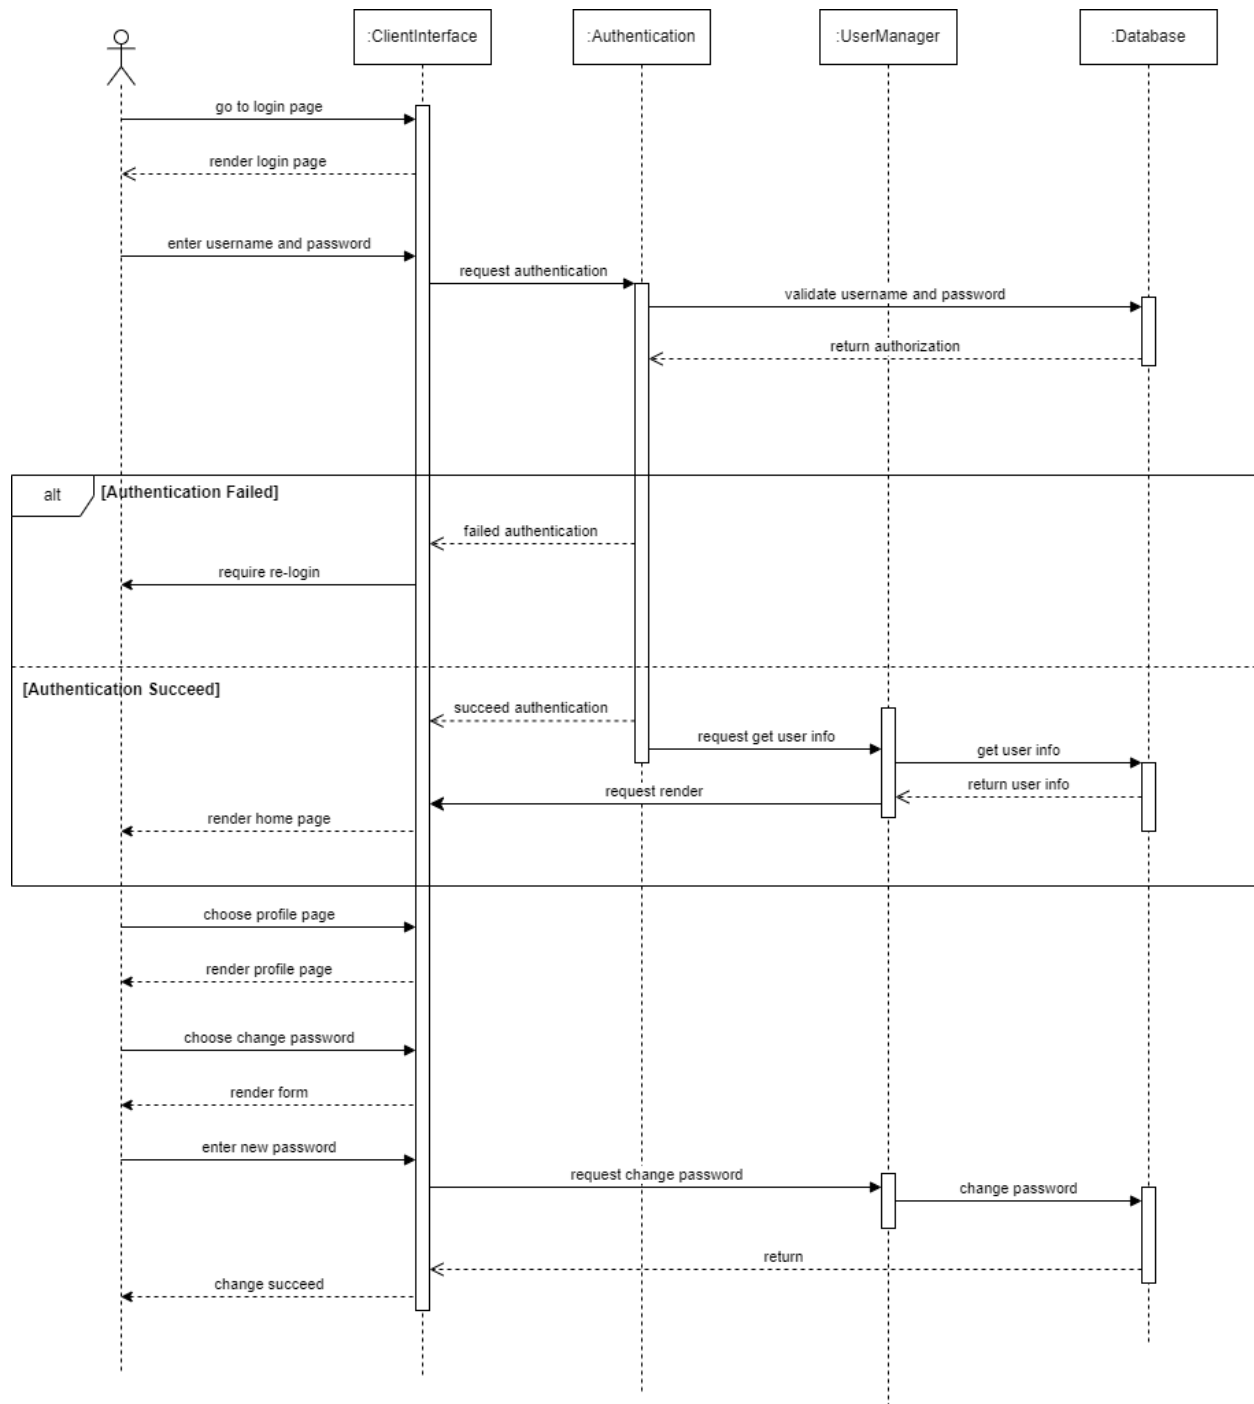 :ClientInterface
:Authentication
:UserManager
:Database
go to login page
render login page
enter username and password
request authentication
validate username and password
return authorization
alt
[Authentication Failed]
failed authentication
require re-login
[Authentication Succeed]
succeed authentication
request get user info
get user info
return user info
request render
render home page
choose profile page
render profile page
choose change password
render form
enter new password
request change password
change password
return
change succeed